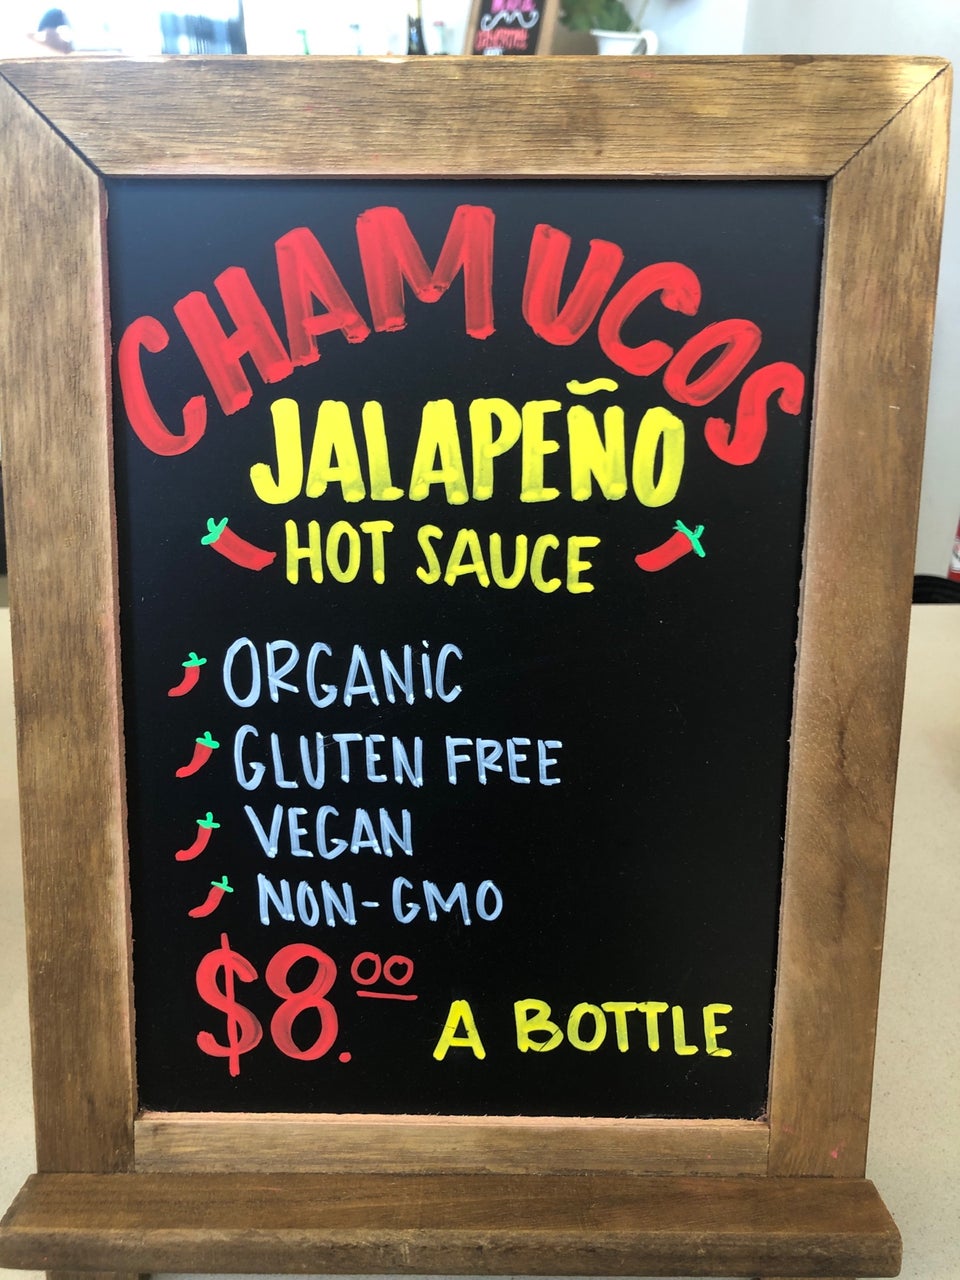 CHAMUCOS
JALAPEÑO
HOT SAUCE
ORGANiC
GLUTEN FREE
VEGAN
NON-GMO
$8.00 A BOTTLE